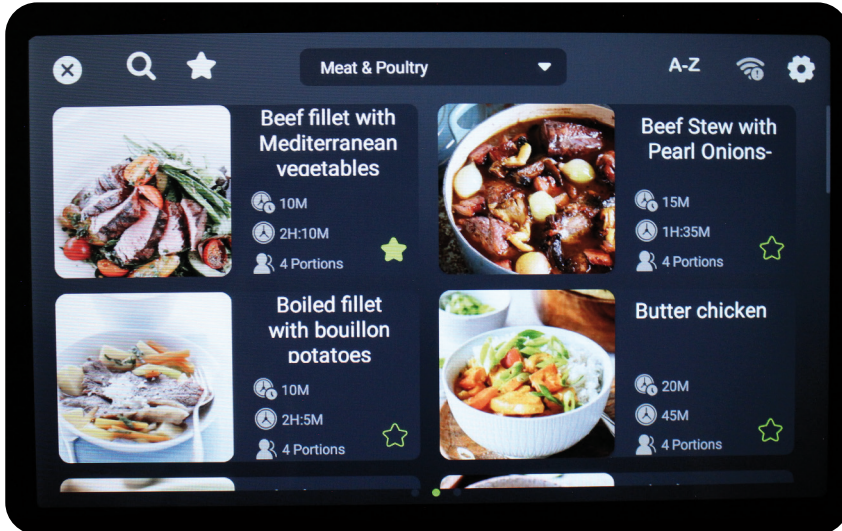 Meat & Poultry
A-Z
Beef fillet with
Mediterranean
vegetables
10M
2H:10M
4 Portions
Beef Stew with
Pearl Onions-
15M
1H:35M
4 Portions
Boiled fillet
with bouillon
potatoes
10M
2H:5M
4 Portions
Butter chicken
20M
45M
4 Portions